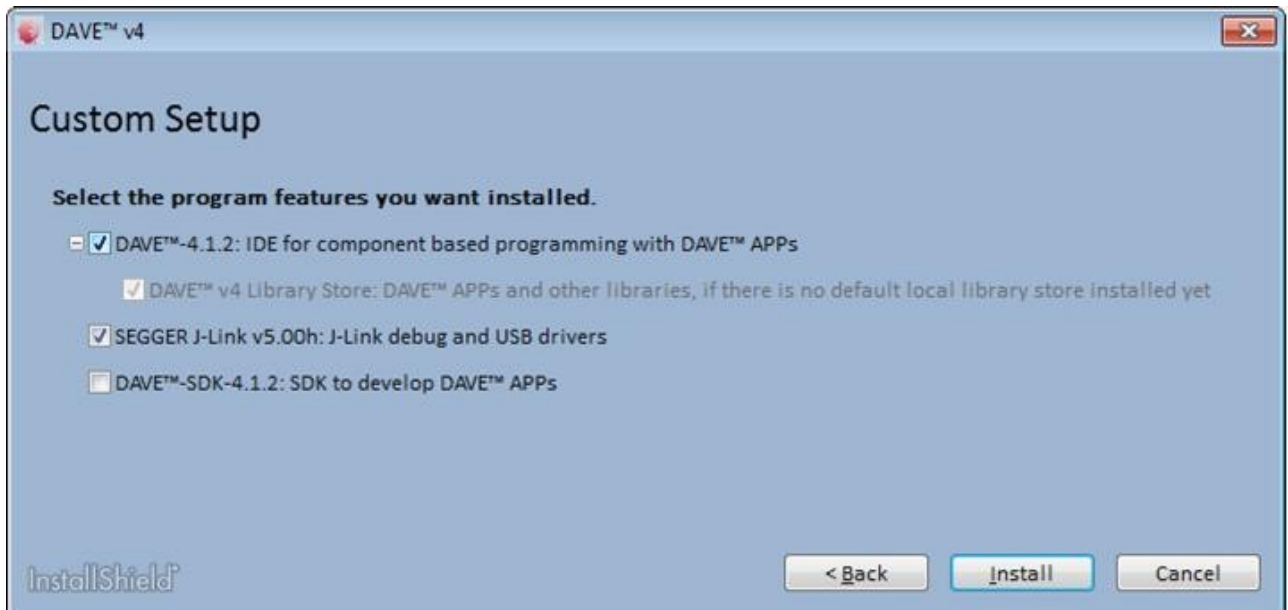 DAVE™ v4
Custom Setup
Select the program features you want installed.
DAVE™-4.1.2: IDE for component based programming with DAVE™ APPs
DAVE™ v4 Library Store: DAVE™ APPs and other libraries, if there is no default local library store installed yet
SEGGER J-Link v5.00h: J-Link debug and USB drivers
DAVE™-SDK-4.1.2: SDK to develop DAVE™ APPs
InstallShield®
< Back
Install
Cancel